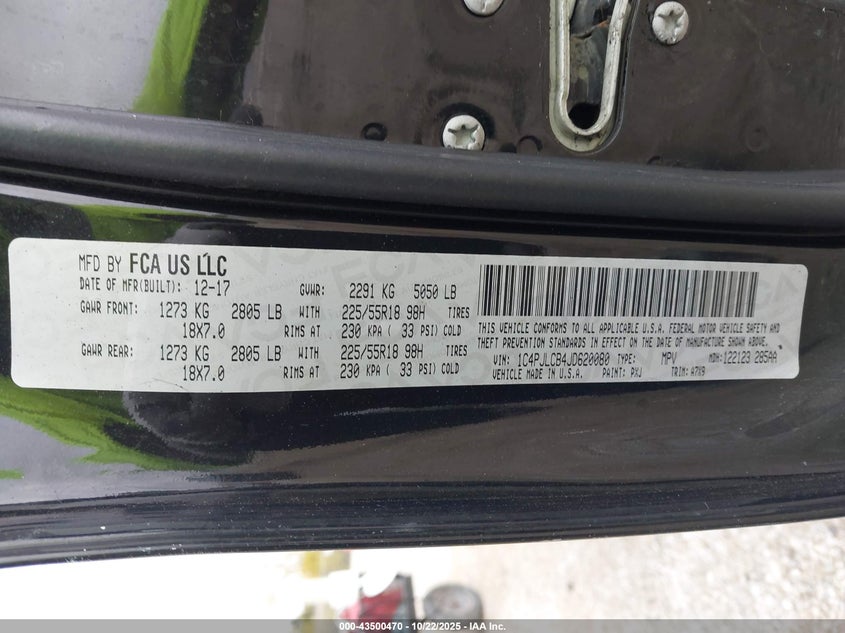 MFD BY FCA US LLC
DATE OF MFR(BUILT): 12-17 GVWR: 2291 KG 5050 LB
GAWR FRONT: 1273 KG 2805 LB WITH 225/55R18 98H TIRES
18X7.0 RIMS AT 230 KPA ( 33 PSI) COLD
GAWR REAR: 1273 KG 2805 LB WITH 225/55R18 98H TIRES
18X7.0 RIMS AT 230 KPA ( 33 PSI) COLD
THIS VEHICLE CONFORMS TO ALL APPLICABLE U.S.A. FEDERAL MOTOR VEHICLE SAFETY AND
THEFT PREVENTION STANDARDS IN EFFECT ON THE DATE OF MANUFACTURE SHOWN ABOVE.
VIN: 1C4PJLCB4JD620080 TYPE: MPV MDH: 122123 285AA
VEHICLE MADE IN U.S.A. PAINT: PXJ TRIM: A7X9
000-43500470 - 10/22/2025 - IAA Inc.